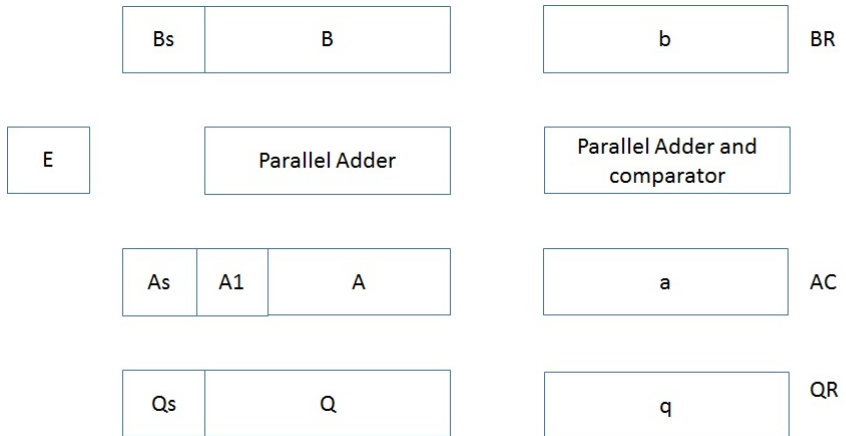 Bs B b BR
E Parallel Adder Parallel Adder and
comparator
As A1 A a AC
Qs Q q QR